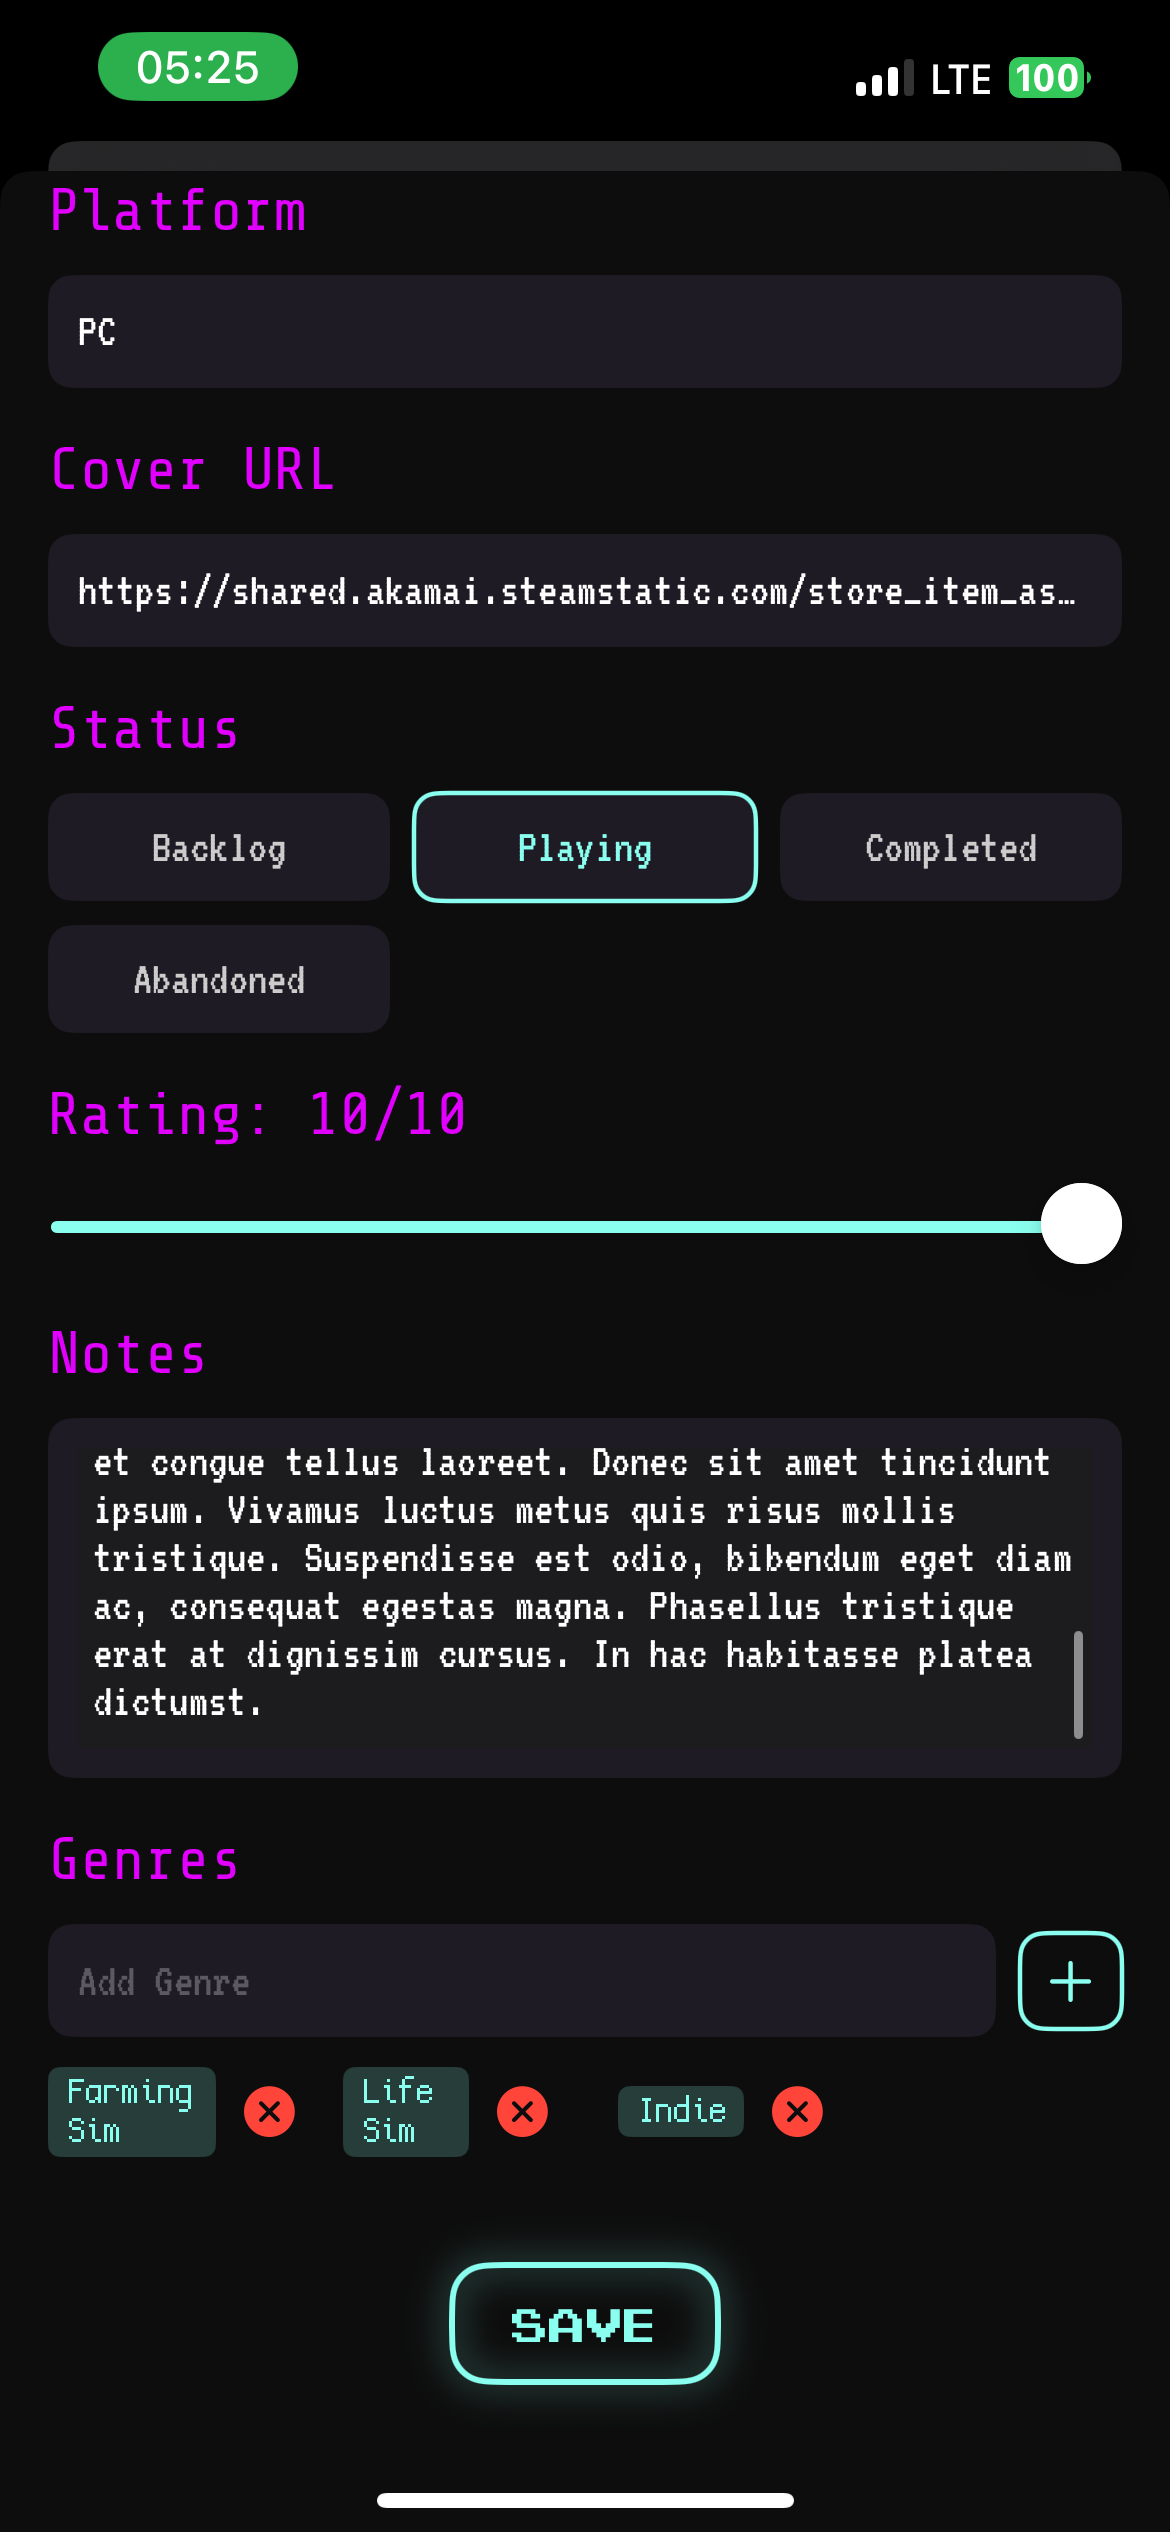 05:25
LTE 100
Platform
PC
Cover URL
https://shared.akamai.steamstatic.com/store_item_as…
Status
Backlog
Playing
Completed
Abandoned
Rating: 10/10
Notes
et congue tellus laoreet. Donec sit amet tincidunt
ipsum. Vivamus luctus metus quis risus mollis
tristique. Suspendisse est odio, bibendum eget diam
ac, consequat egestas magna. Phasellus tristique
erat at dignissim cursus. In hac habitasse platea
dictumst.
Genres
Add Genre
Farming
Sim
Life
Sim
Indie
SAVE